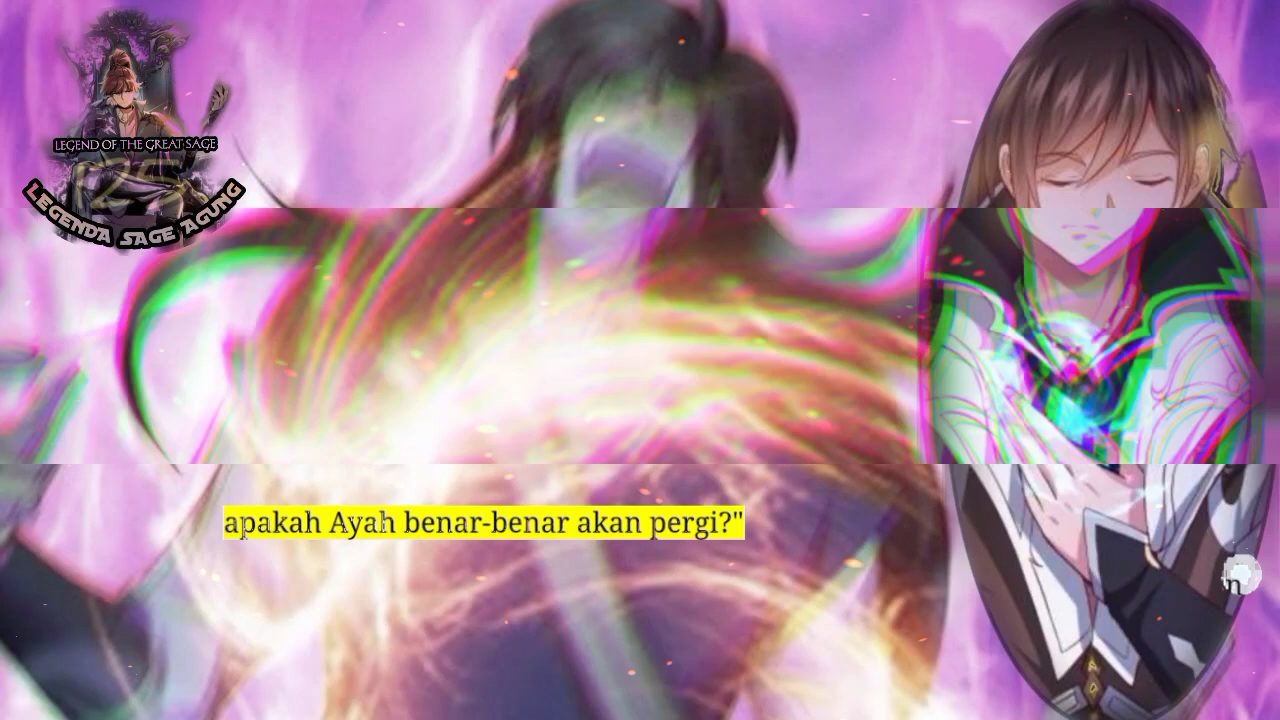 LEGEND OF THE GREAT SAGE
LEGENDA SAGE AGUNG
apakah Ayah benar-benar akan pergi?"